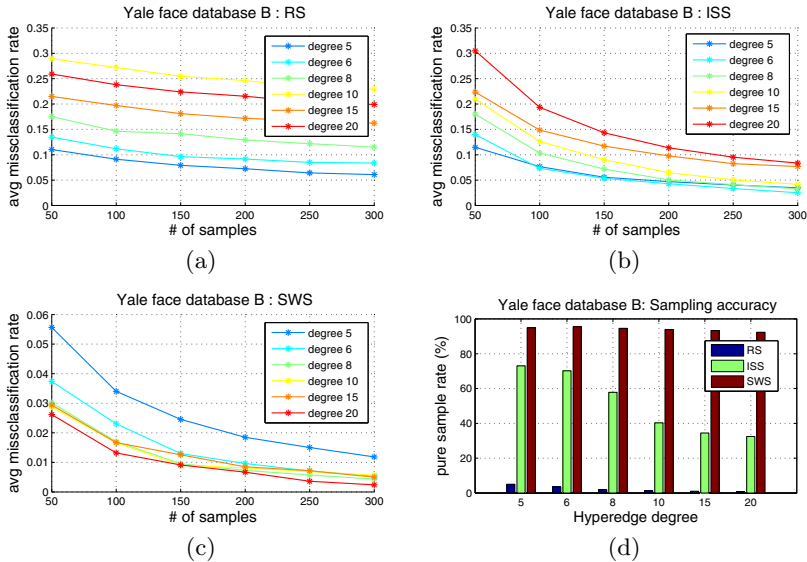 Yale face database B : RS
avg missclassification rate
0.35
0.3
0.25
0.2
0.15
0.1
0.05
0
50 100 150 200 250 300
# of samples
degree 5
degree 6
degree 8
degree 10
degree 15
degree 20
(a)
Yale face database B : ISS
avg missclassification rate
0.35
0.3
0.25
0.2
0.15
0.1
0.05
0
50 100 150 200 250 300
# of samples
degree 5
degree 6
degree 8
degree 10
degree 15
degree 20
(b)
Yale face database B : SWS
avg missclassification rate
0.06
0.05
0.04
0.03
0.02
0.01
0
50 100 150 200 250 300
# of samples
degree 5
degree 6
degree 8
degree 10
degree 15
degree 20
(c)
Yale face database B: Sampling accuracy
pure sample rate (%)
100
80
60
40
20
0
5 6 8 10 15 20
Hyperedge degree
RS
ISS
SWS
(d)